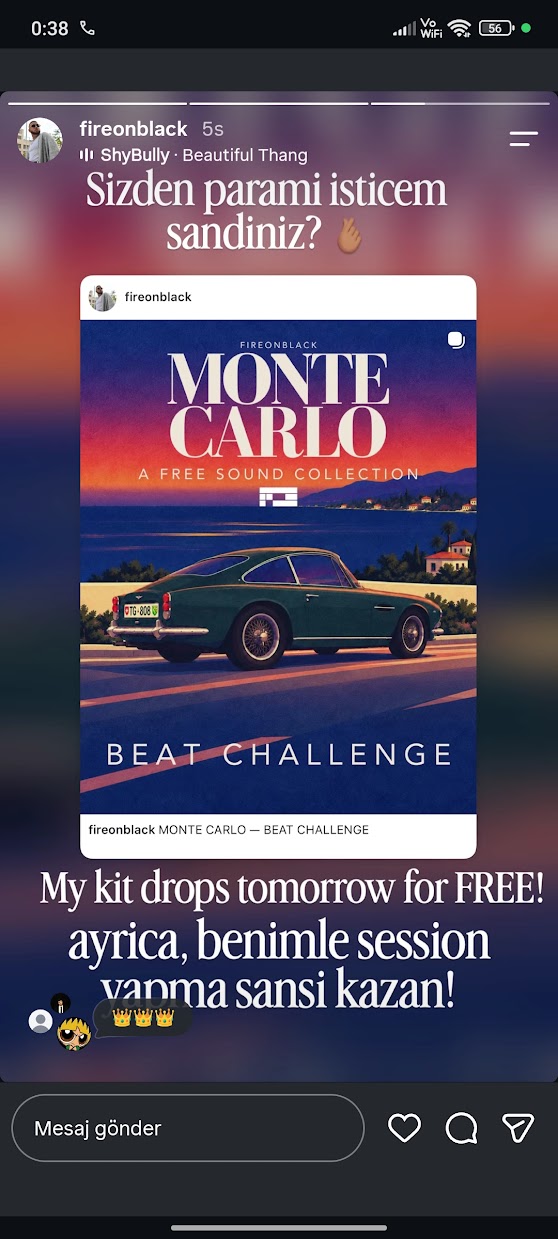 0:38
Vo
WiFi
56
fireonblack 5s
ShyBully · Beautiful Thang
Sizden parami isticem
sandiniz?
fireonblack
FIREONBLACK
MONTE
CARLO
A FREE SOUND COLLECTION
TG-808
BEAT CHALLENGE
fireonblack MONTE CARLO — BEAT CHALLENGE
My kit drops tomorrow for FREE!
ayrica, benimle session
yapma sansi kazan!
Mesaj gönder